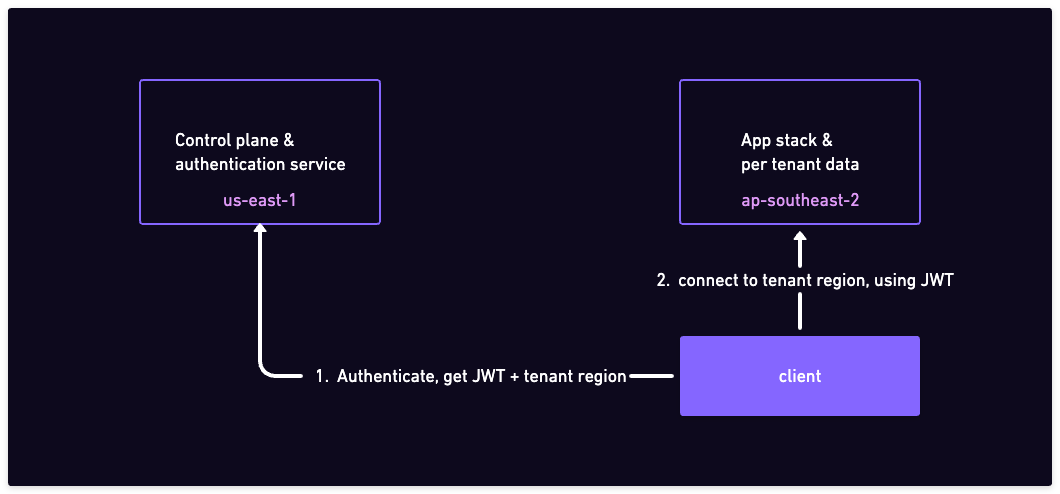 Control plane &
authentication service
us-east-1
App stack &
per tenant data
ap-southeast-2
2. connect to tenant region, using JWT
1. Authenticate, get JWT + tenant region
client